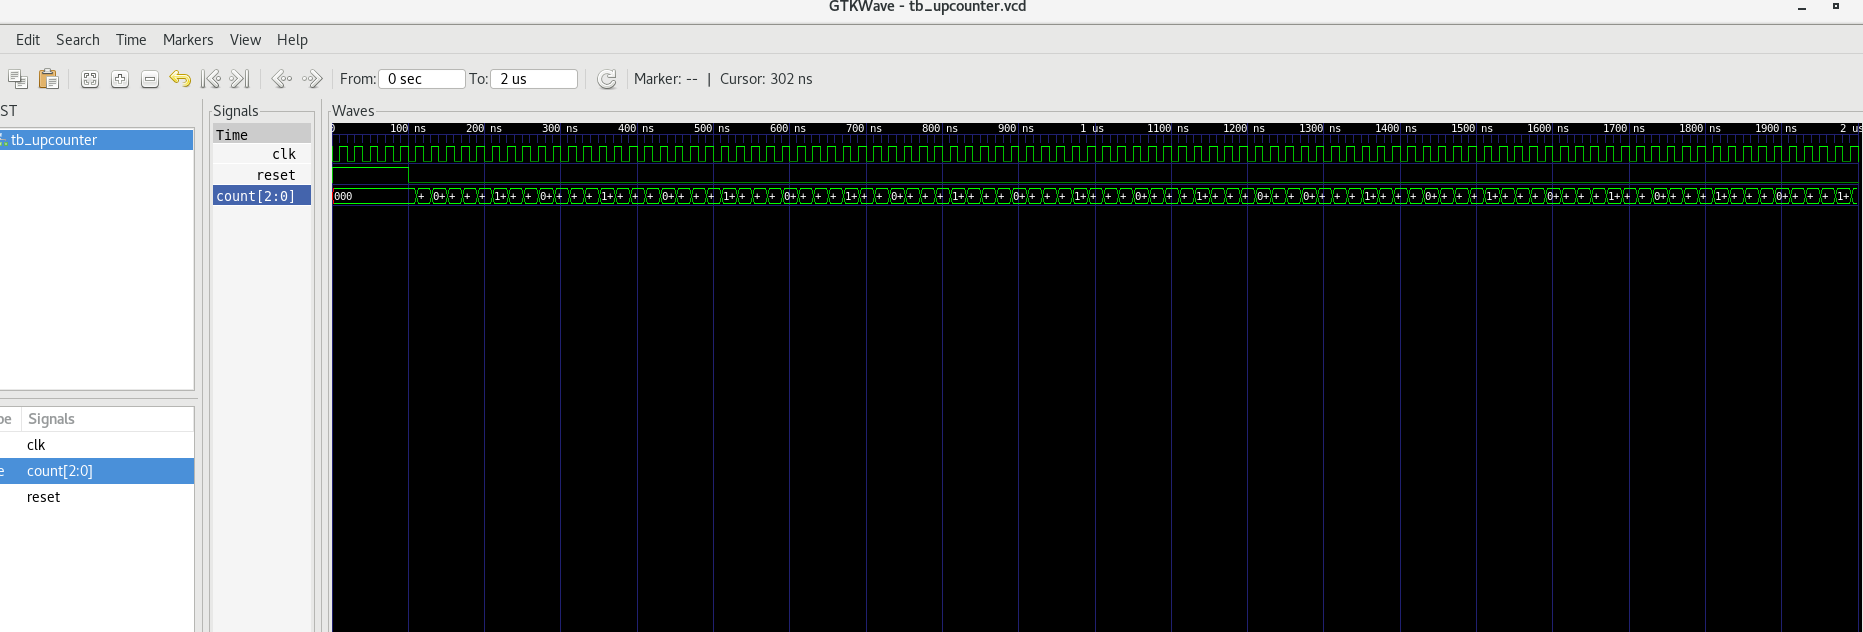 GTKWave - tb_upcounter.vcd
Edit Search Time Markers View Help
From: 0 sec To: 2 us Marker: -- | Cursor: 302 ns
ST
tb_upcounter
pe Signals
clk
e count[2:0]
reset
Signals
Time
clk
reset
count[2:0]
Waves
0 100 ns 200 ns 300 ns 400 ns 500 ns 600 ns 700 ns 800 ns 900 ns 1 us 1100 ns 1200 ns 1300 ns 1400 ns 1500 ns 1600 ns 1700 ns 1800 ns 1900 ns 2 us
000 + 0+ + + + 1+ + + 0+ + + + 1+ + + + 0+ + + + 1+ + + + 0+ + + + 1+ + + 0+ + + + 1+ + + + 0+ + + + 1+ + + + 0+ + + + 1+ + + + 0+ + + 0+ + + + 1+ + + + 0+ + + + 1+ + + + 0+ + + + 1+ + + 0+ + + + 1+ + + + 0+ + + + 1+